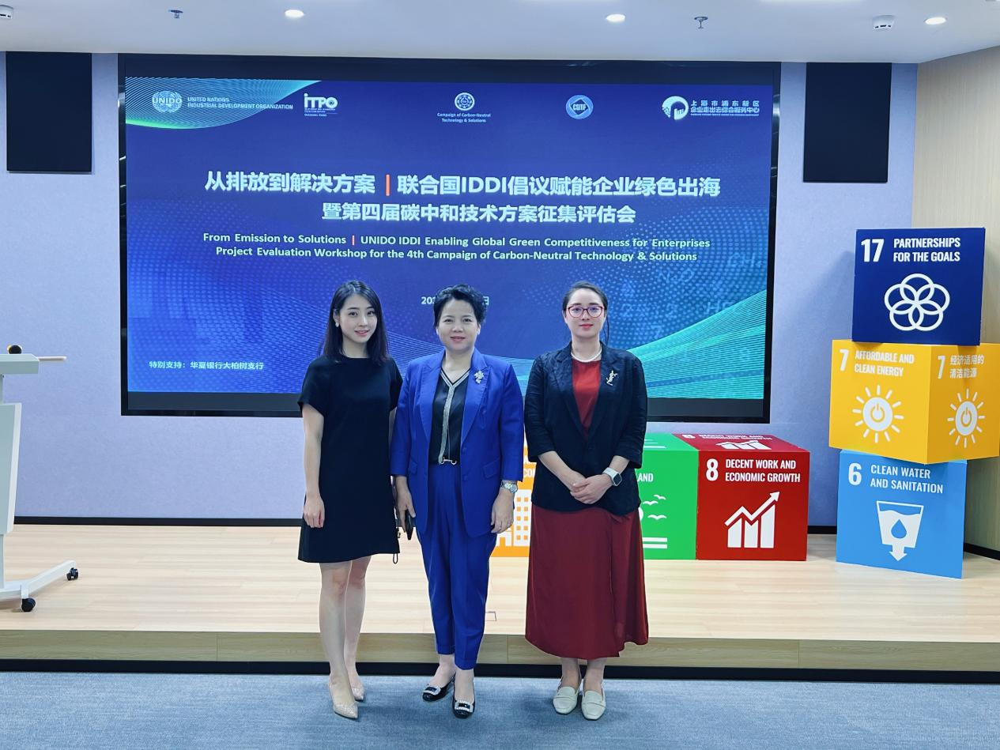 UNIDO
UNITED NATIONS
INDUSTRIAL DEVELOPMENT ORGANIZATION
iTPO
Campaign of Carbon-Neutral
Technology & Solutions
CSITF
上海市浦东新区
企业走出去综合服务中心
从排放到解决方案 | 联合国IDDI倡议赋能企业绿色出海
暨第四届碳中和技术方案征集评估会
From Emission to Solutions | UNIDO IDDI Enabling Global Green Competitiveness for Enterprises
Project Evaluation Workshop for the 4th Campaign of Carbon-Neutral Technology & Solutions
特别支持：华夏银行大柏树支行
17 PARTNERSHIPS
FOR THE GOALS
7 AFFORDABLE AND
CLEAN ENERGY
7 经济适用的
清洁能源
8 DECENT WORK AND
ECONOMIC GROWTH
8 DECENT WORK AND
ECONOMIC GROWTH
AND
6 CLEAN WATER
AND SANITATION